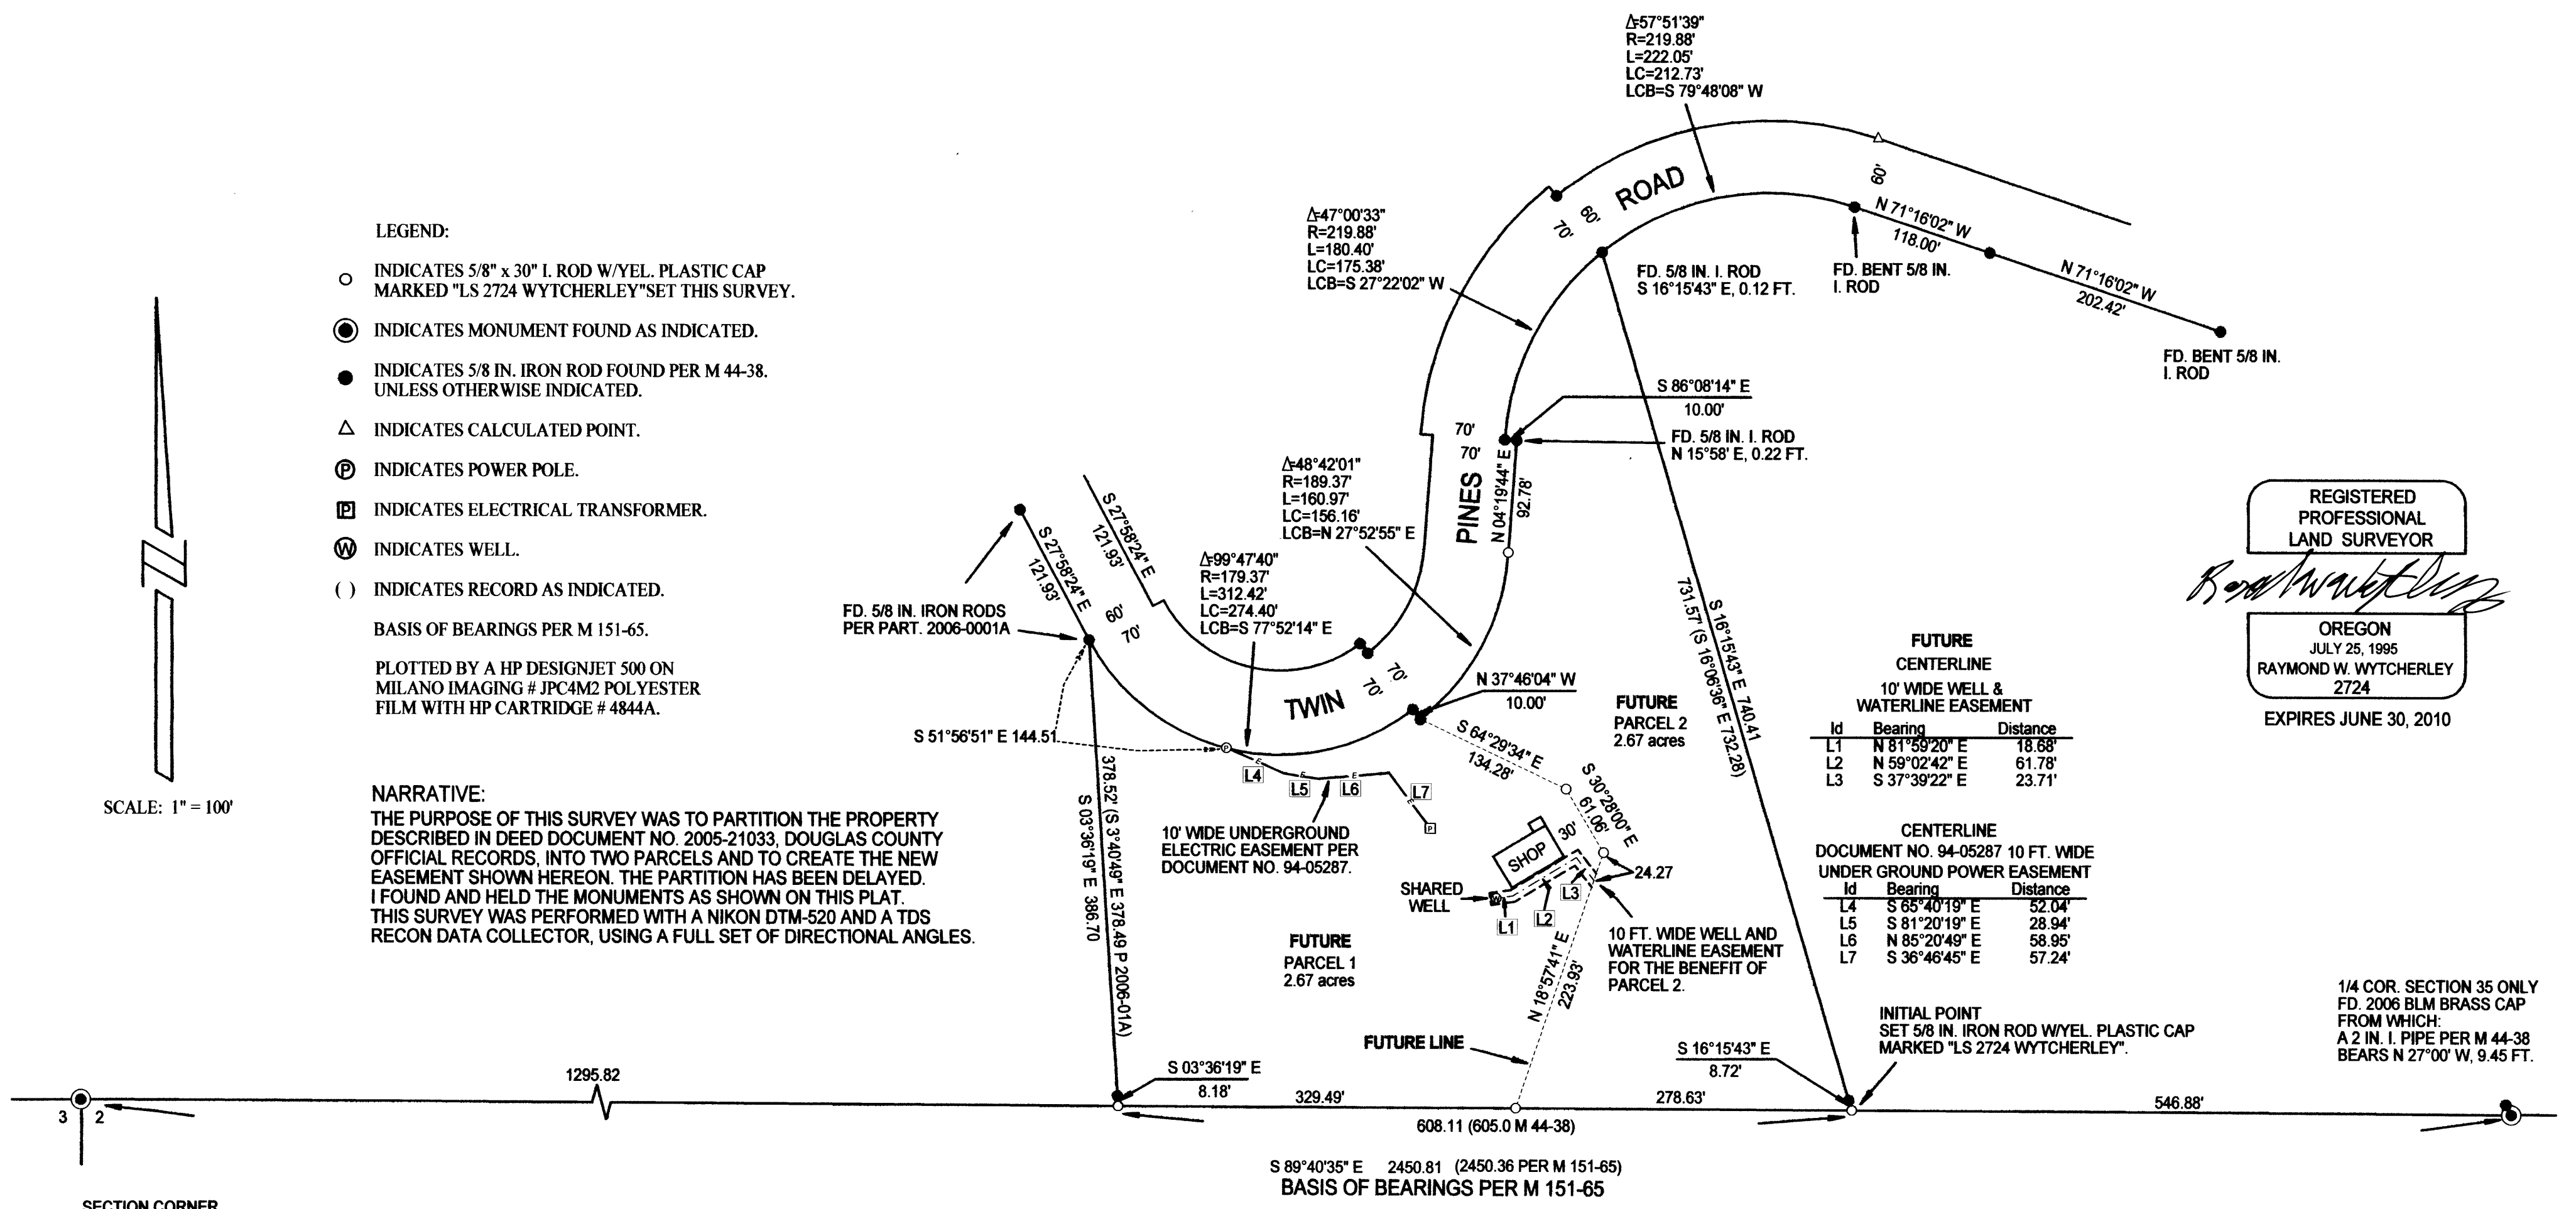 Δ=57°51'39"
R=219.88'
L=222.05'
LC=212.73'
LCB=S 79°48'08" W
60'
ROAD
60'
70'
N 71°16'02" W
118.00'
N 71°16'02" W
202.42'
Δ=47°00'33"
R=219.88'
L=180.40'
LC=175.38'
LCB=S 27°22'02" W
FD. 5/8 IN. I. ROD
S 16°15'43" E, 0.12 FT.
FD. BENT 5/8 IN.
I. ROD
FD. BENT 5/8 IN.
I. ROD
LEGEND:
INDICATES 5/8" x 30" I. ROD W/YEL. PLASTIC CAP
MARKED "LS 2724 WYTCHERLEY"SET THIS SURVEY.
INDICATES MONUMENT FOUND AS INDICATED.
INDICATES 5/8 IN. IRON ROD FOUND PER M 44-38.
UNLESS OTHERWISE INDICATED.
INDICATES CALCULATED POINT.
P INDICATES POWER POLE.
P INDICATES ELECTRICAL TRANSFORMER.
W INDICATES WELL.
( ) INDICATES RECORD AS INDICATED.
BASIS OF BEARINGS PER M 151-65.
PLOTTED BY A HP DESIGNJET 500 ON
MILANO IMAGING # JPC4M2 POLYESTER
FILM WITH HP CARTRIDGE # 4844A.
N
SCALE: 1" = 100'
S 86°08'14" E
10.00'
FD. 5/8 IN. I. ROD
N 15°58' E, 0.22 FT.
70'
70'
PINES
N 04°19'44" E
92.78'
Δ=48°42'01"
R=189.37'
L=160.97'
LC=156.16'
LCB=N 27°52'55" E
S 27°58'24" E
121.93'
S 27°58'24" E
121.93'
60'
70'
FD. 5/8 IN. IRON RODS
PER PART. 2006-0001A
Δ=99°47'40"
R=179.37'
L=312.42'
LC=274.40'
LCB=S 77°52'14" E
70'
70'
TWIN
N 37°46'04" W
10.00'
S 51°56'51" E 144.51
P
E
L4
E
L5
E
L6
E
L7
P
10' WIDE UNDERGROUND
ELECTRIC EASEMENT PER
DOCUMENT NO. 94-05287.
S 64°29'34" E
134.28'
S 30°28'00" E
61.06'
FUTURE
PARCEL 2
2.67 acres
S 16°15'43" E 740.41
731.57' (S 16°06'36" E 732.28)
378.52' (S 3°40'49" E 378.49 P 2006-01A)
S 03°36'19" E 386.70
SHOP
30'
24.27
SHARED
WELL
W
L1
L2
L3
10 FT. WIDE WELL AND
WATERLINE EASEMENT
FOR THE BENEFIT OF
PARCEL 2.
FUTURE
PARCEL 1
2.67 acres
N 18°57'41" E
223.93'
FUTURE LINE
NARRATIVE:
THE PURPOSE OF THIS SURVEY WAS TO PARTITION THE PROPERTY
DESCRIBED IN DEED DOCUMENT NO. 2005-21033, DOUGLAS COUNTY
OFFICIAL RECORDS, INTO TWO PARCELS AND TO CREATE THE NEW
EASEMENT SHOWN HEREON. THE PARTITION HAS BEEN DELAYED.
I FOUND AND HELD THE MONUMENTS AS SHOWN ON THIS PLAT.
THIS SURVEY WAS PERFORMED WITH A NIKON DTM-520 AND A TDS
RECON DATA COLLECTOR, USING A FULL SET OF DIRECTIONAL ANGLES.
REGISTERED
PROFESSIONAL
LAND SURVEYOR
OREGON
JULY 25, 1995
RAYMOND W. WYTCHERLEY
2724
EXPIRES JUNE 30, 2010
FUTURE
CENTERLINE
10' WIDE WELL &
WATERLINE EASEMENT
Id Bearing Distance
L1 N 81°59'20" E 18.68'
L2 N 59°02'42" E 61.78'
L3 S 37°39'22" E 23.71'
CENTERLINE
DOCUMENT NO. 94-05287 10 FT. WIDE
UNDER GROUND POWER EASEMENT
Id Bearing Distance
L4 S 65°40'19" E 52.04'
L5 S 81°20'19" E 28.94'
L6 N 85°20'49" E 58.95'
L7 S 36°46'45" E 57.24'
INITIAL POINT
SET 5/8 IN. IRON ROD W/YEL. PLASTIC CAP
MARKED "LS 2724 WYTCHERLEY".
1/4 COR. SECTION 35 ONLY
FD. 2006 BLM BRASS CAP
FROM WHICH:
A 2 IN. I. PIPE PER M 44-38
BEARS N 27°00' W, 9.45 FT.
3 2
1295.82
S 03°36'19" E
8.18'
329.49'
S 16°15'43" E
8.72'
278.63'
546.88'
608.11 (605.0 M 44-38)
S 89°40'35" E 2450.81 (2450.36 PER M 151-65)
BASIS OF BEARINGS PER M 151-65
SECTION CORNER